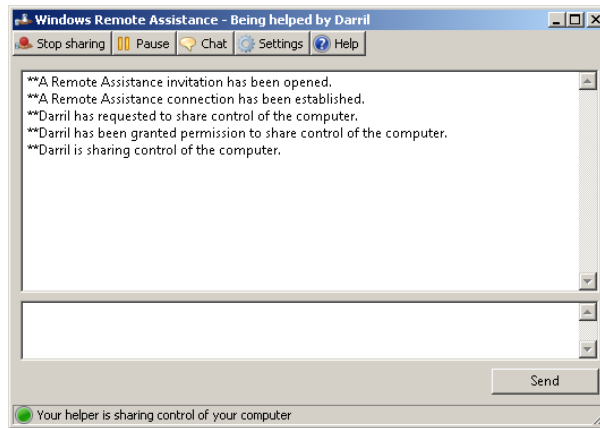 Windows Remote Assistance - Being helped by Darril
Stop sharing Pause Chat Settings Help
**A Remote Assistance invitation has been opened.
**A Remote Assistance connection has been established.
**Darril has requested to share control of the computer.
**Darril has been granted permission to share control of the computer.
**Darril is sharing control of the computer.
Send
Your helper is sharing control of your computer